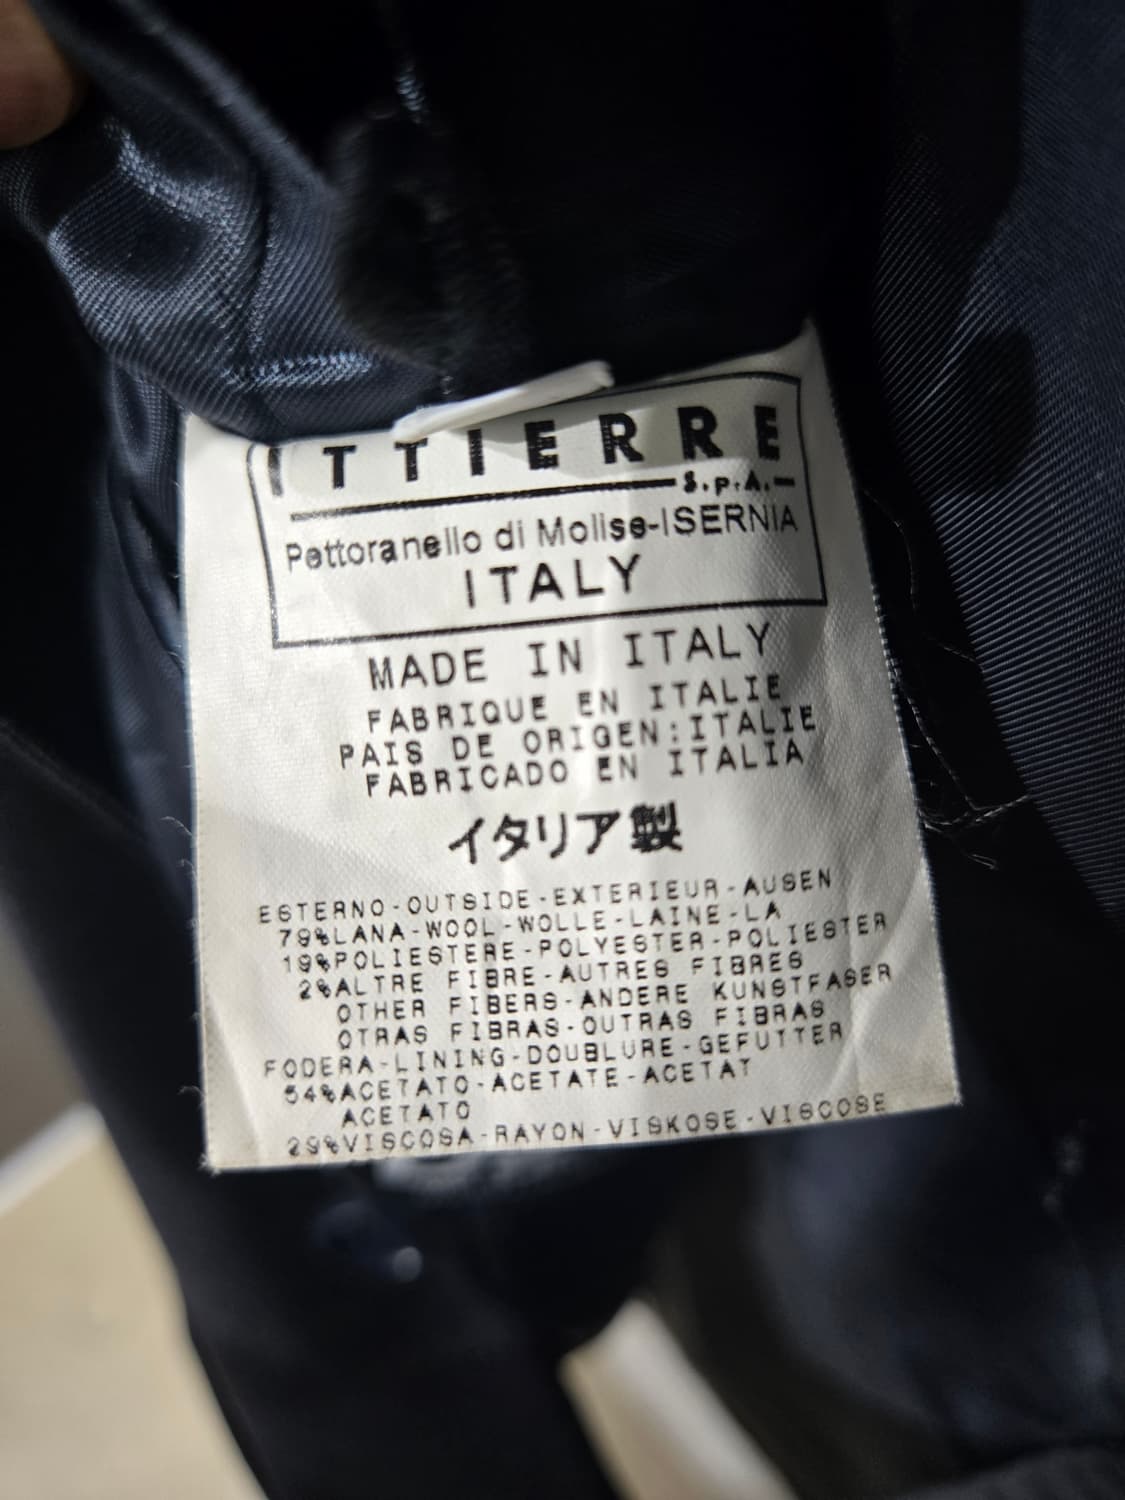 ITTIERRE
S.p.A.
Pettoranello di Molise-ISERNIA
ITALY
MADE IN ITALY
FABRIQUE EN ITALIE
PAIS DE ORIGEN:ITALIE
FABRICADO EN ITALIA
イタリア製
ESTERNO-OUTSIDE-EXTERIEUR-AUSEN
79%LANA-WOOL-WOLLE-LAINE-LA
19%POLIESTERE-POLYESTER-POLIESTER
2%ALTRE FIBRE-AUTRES FIBRES
OTHER FIBERS-ANDERE KUNSTFASER
OTRAS FIBRAS-OUTRAS FIBRAS
FODERA-LINING-DOUBLURE-GEFUTTER
54%ACETATO-ACETATE-ACETAT
ACETATO
29%VISCOSA-RAYON-VISKOSE-VISCOSE